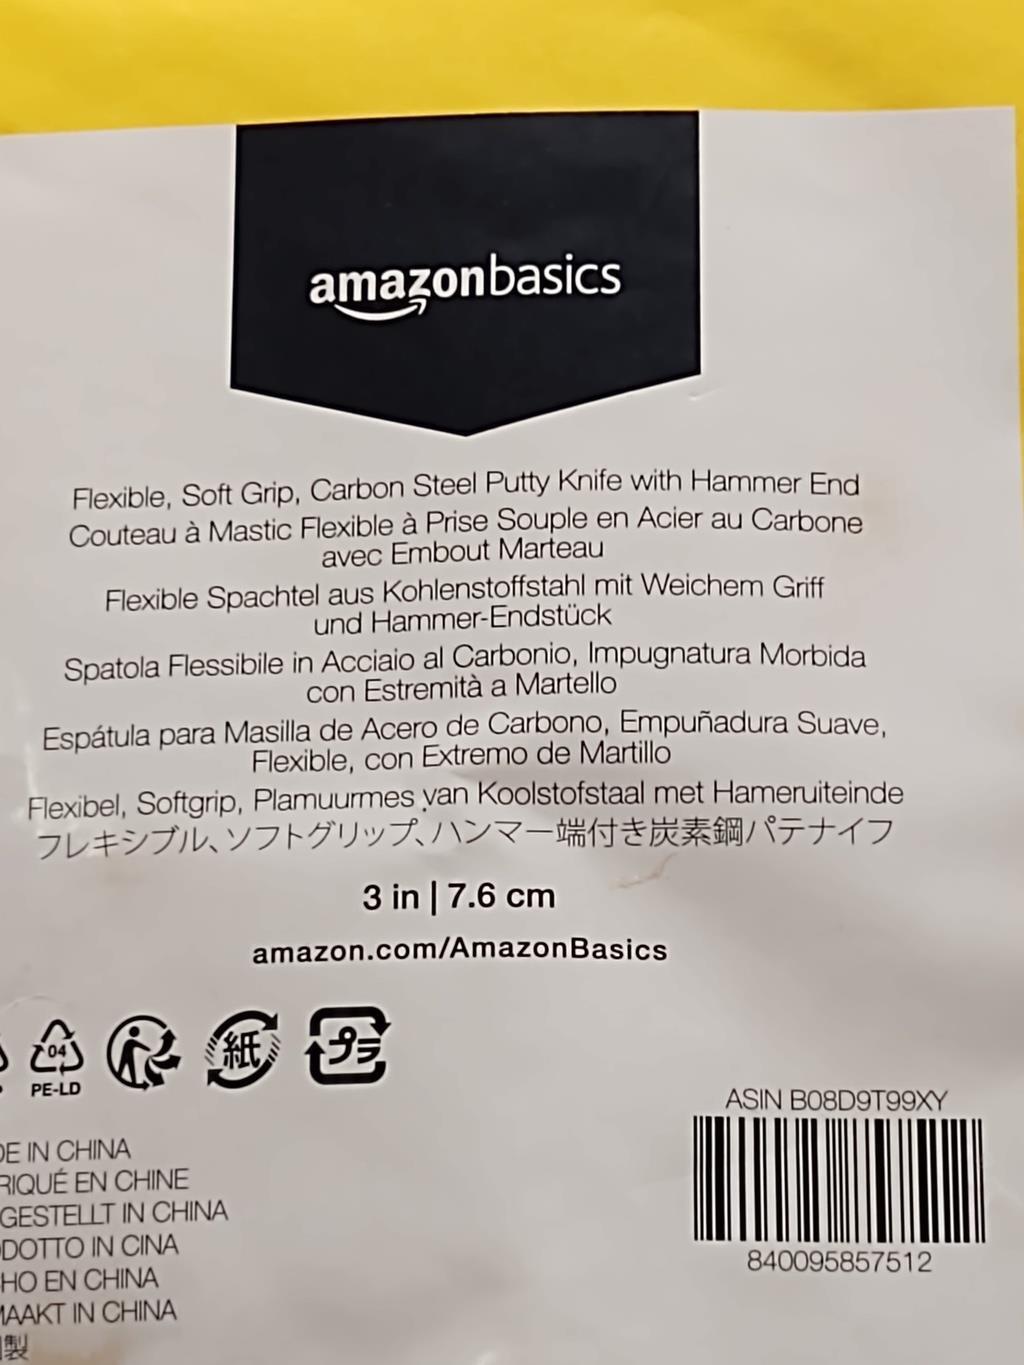 amazonbasics
Flexible, Soft Grip, Carbon Steel Putty Knife with Hammer End
Couteau à Mastic Flexible à Prise Souple en Acier au Carbone
avec Embout Marteau
Flexible Spachtel aus Kohlenstoffstahl mit Weichem Griff
und Hammer-Endstück
Spatola Flessibile in Acciaio al Carbonio, Impugnatura Morbida
con Estremità a Martello
Espátula para Masilla de Acero de Carbono, Empuñadura Suave,
Flexible, con Extremo de Martillo
Flexibel, Softgrip, Plamuurmes van Koolstofstaal met Hameruiteinde
フレキシブル、ソフトグリップ、ハンマー端付き炭素鋼パテナイフ
3 in | 7.6 cm
amazon.com/AmazonBasics
04
PE-LD
紙
プラ
ASIN B08D9T99XY
840095857512
DE IN CHINA
RIQUÉ EN CHINE
GESTELLT IN CHINA
DOTTO IN CINA
HO EN CHINA
MAAKT IN CHINA
製